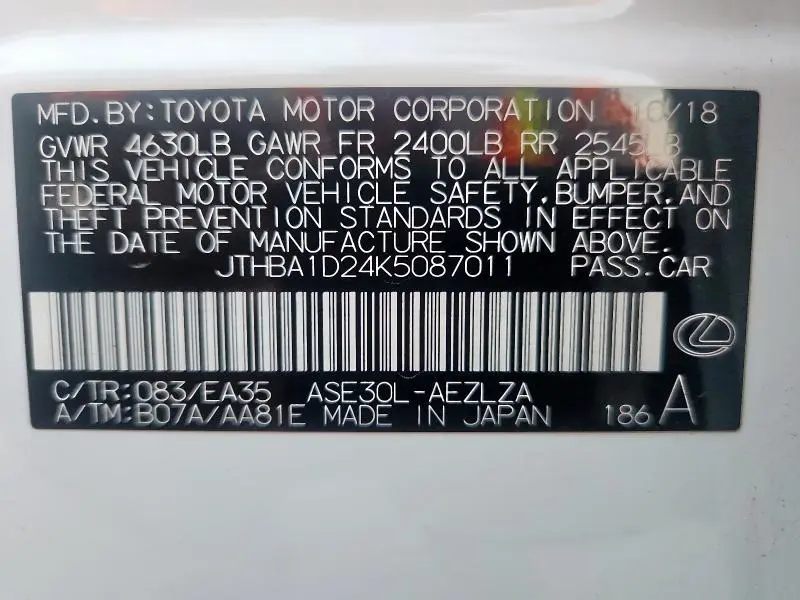 MFD. BY: TOYOTA MOTOR CORPORATION 10/18
GVWR 4630LB GAWR FR 2400LB RR 2545LB
THIS VEHICLE CONFORMS TO ALL APPLICABLE
FEDERAL MOTOR VEHICLE SAFETY, BUMPER, AND
THEFT PREVENTION STANDARDS IN EFFECT ON
THE DATE OF MANUFACTURE SHOWN ABOVE.
JTHBA1D24K5087011 PASS.CAR
C/TR: 083/EA35 ASE30L-AEZLZA
A/TM: B07A/AA81E MADE IN JAPAN 186 A